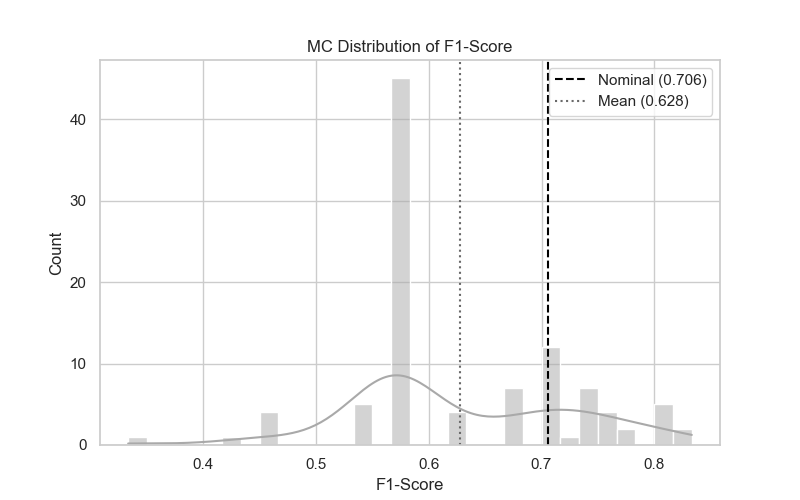 MC Distribution of F1-Score
Nominal (0.706)
Mean (0.628)
Count
40
30
20
10
0
0.4 0.5 0.6 0.7 0.8
F1-Score